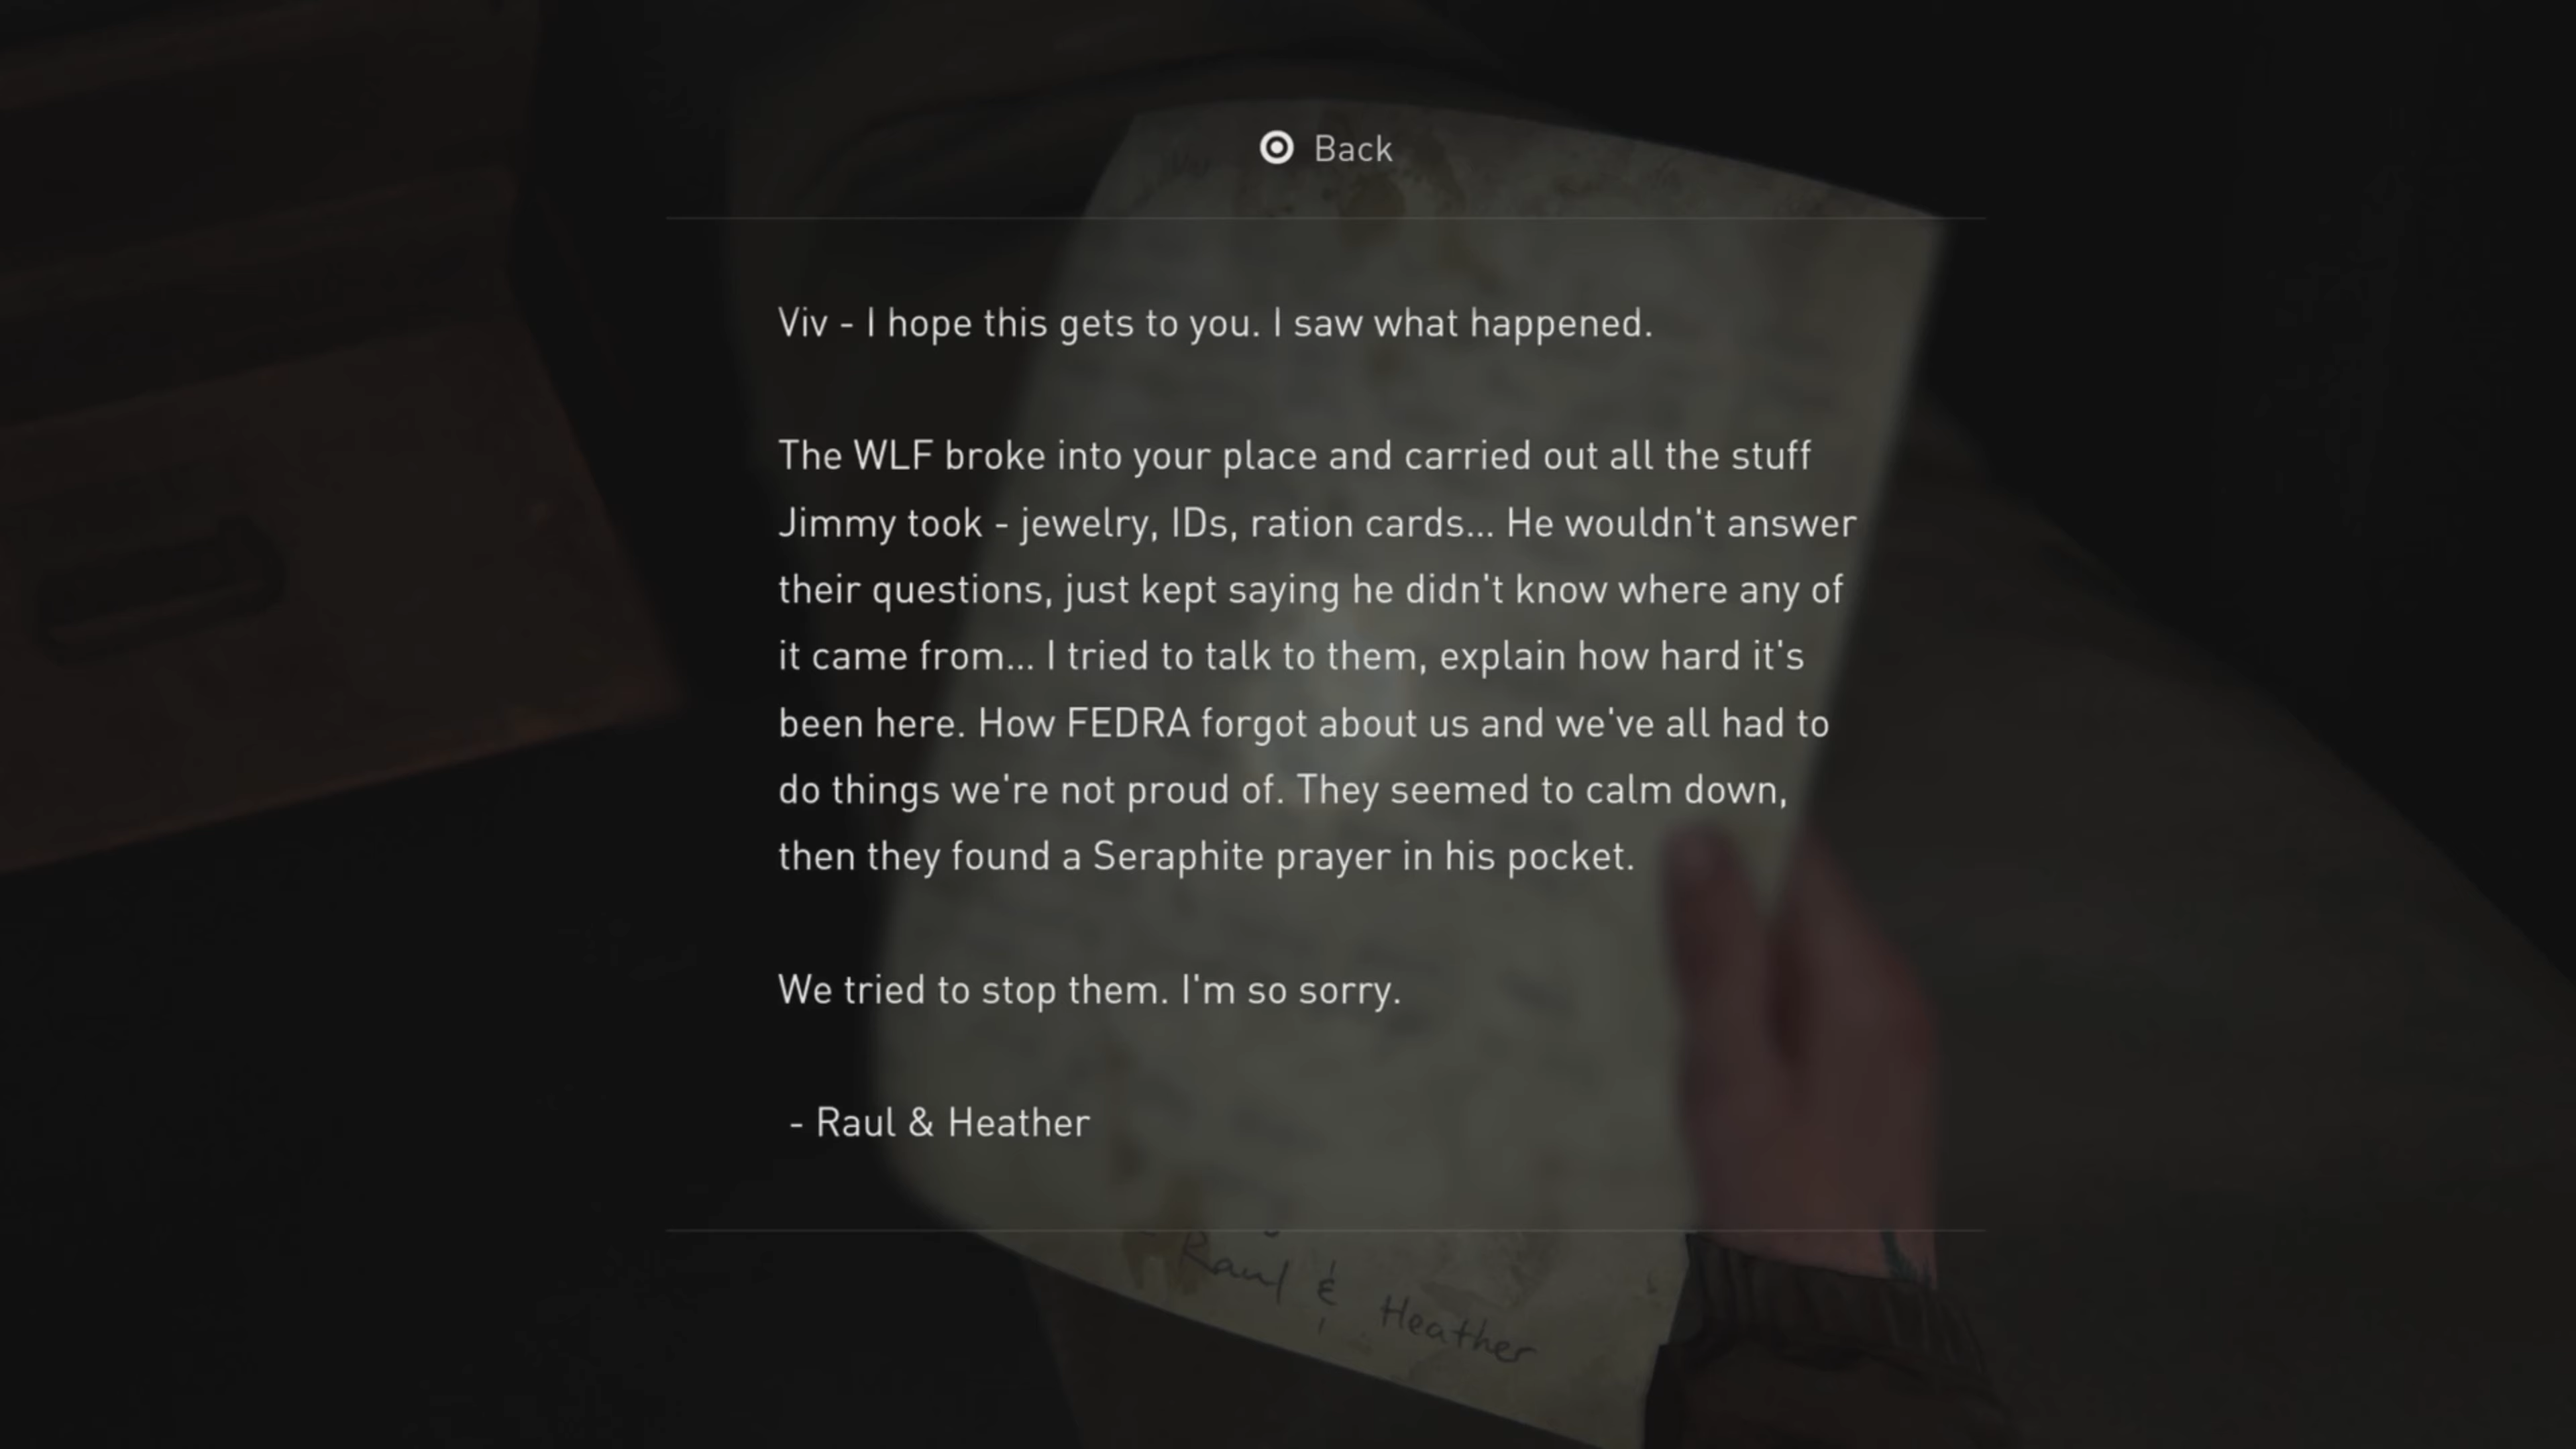 Back
Viv - I hope this gets to you. I saw what happened.
The WLF broke into your place and carried out all the stuff
Jimmy took - jewelry, IDs, ration cards... He wouldn't answer
their questions, just kept saying he didn't know where any of
it came from... I tried to talk to them, explain how hard it's
been here. How FEDRA forgot about us and we've all had to
do things we're not proud of. They seemed to calm down,
then they found a Seraphite prayer in his pocket.
We tried to stop them. I'm so sorry.
- Raul & Heather
- Raul & Heather